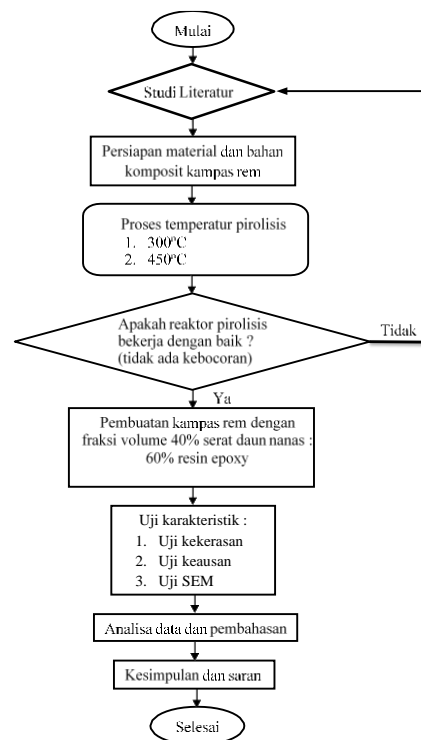 Mulai
Studi Literatur
Persiapan material dan bahan
komposit kampas rem
Proses temperatur pirolisis
1. 300°C
2. 450°C
Apakah reaktor pirolisis
bekerja dengan baik ?
(tidak ada kebocoran)
Tidak
Ya
Pembuatan kampas rem dengan
fraksi volume 40% serat daun nanas :
60% resin epoxy
Uji karakteristik :
1. Uji kekerasan
2. Uji keausan
3. Uji SEM
Analisa data dan pembahasan
Kesimpulan dan saran
Selesai